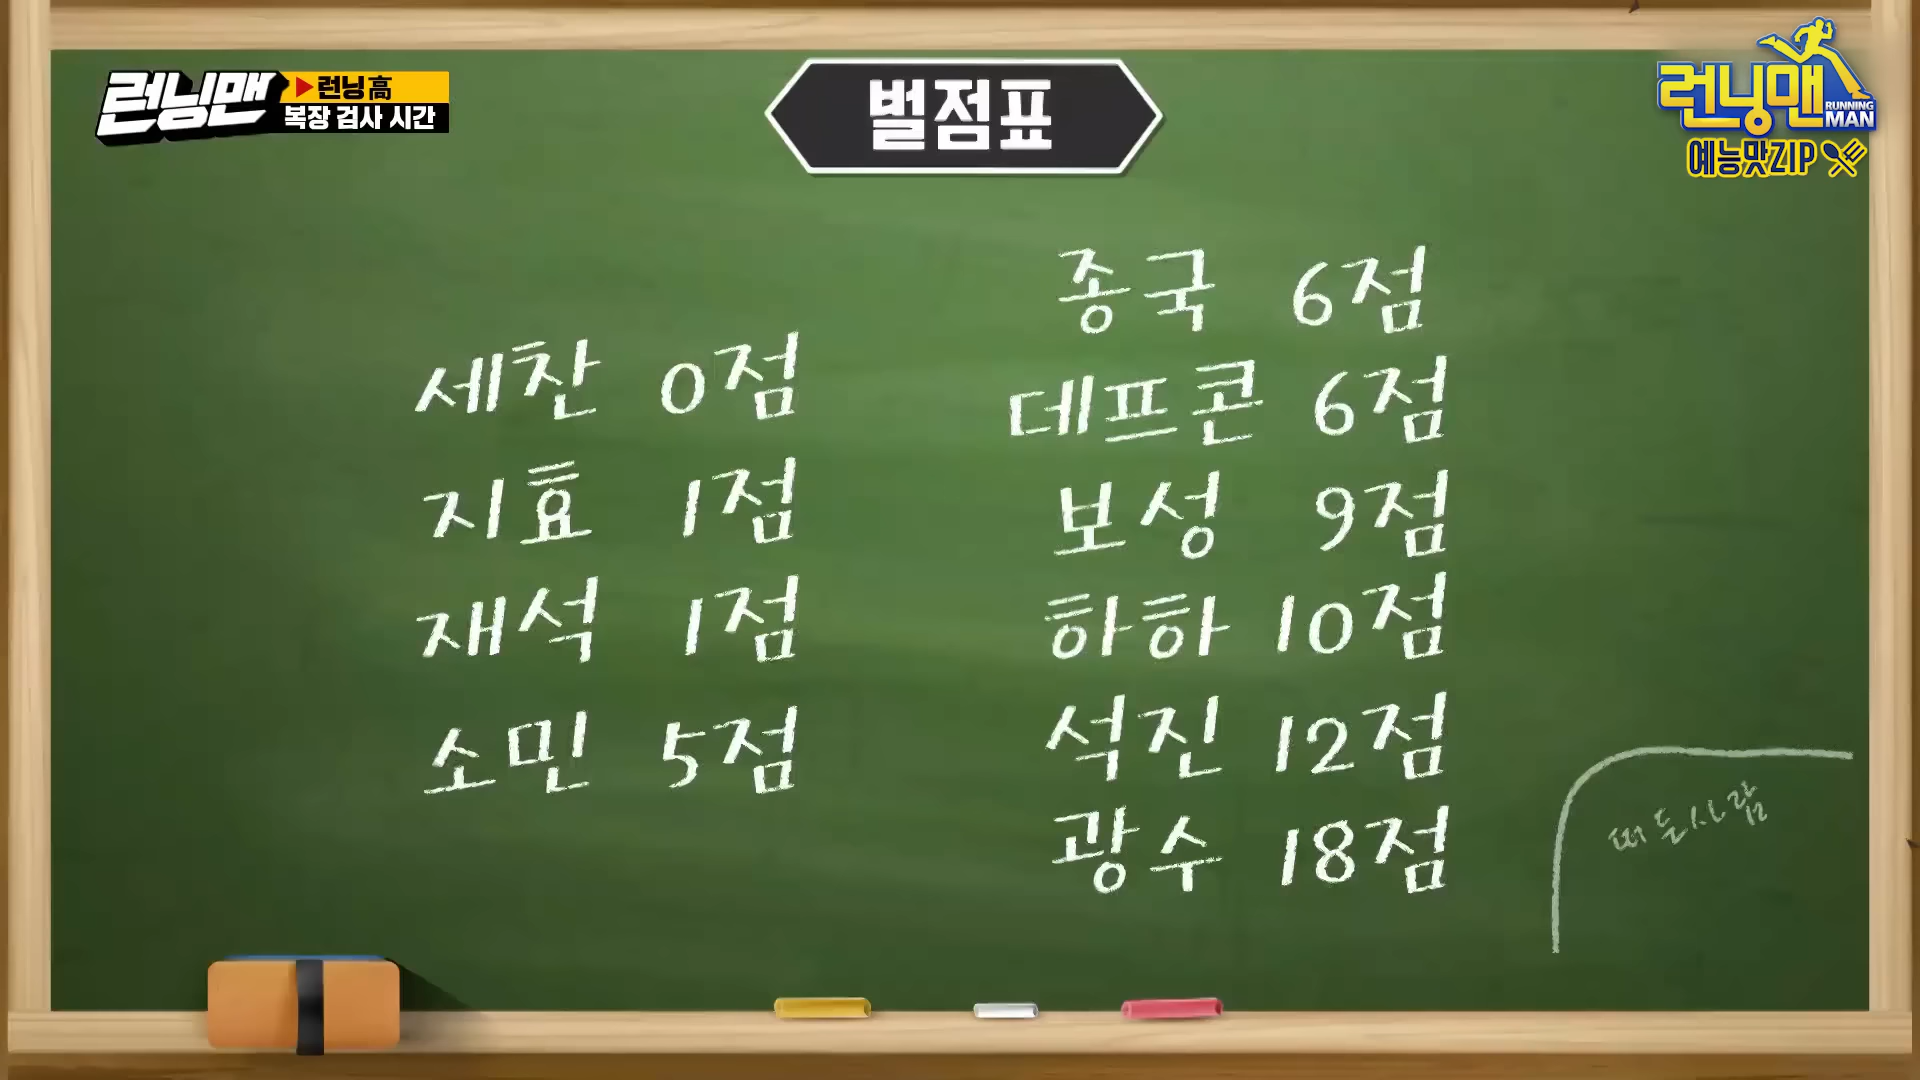 런닝맨
런닝高
복장 검사 시간
벌점표
런닝맨
RUNNING
MAN
예능맛ZIP
세찬 0점
지효 1점
재석 1점
소민 5점
종국 6점
데프콘 6점
보성 9점
하하 10점
석진 12점
광수 18점
떠든사람